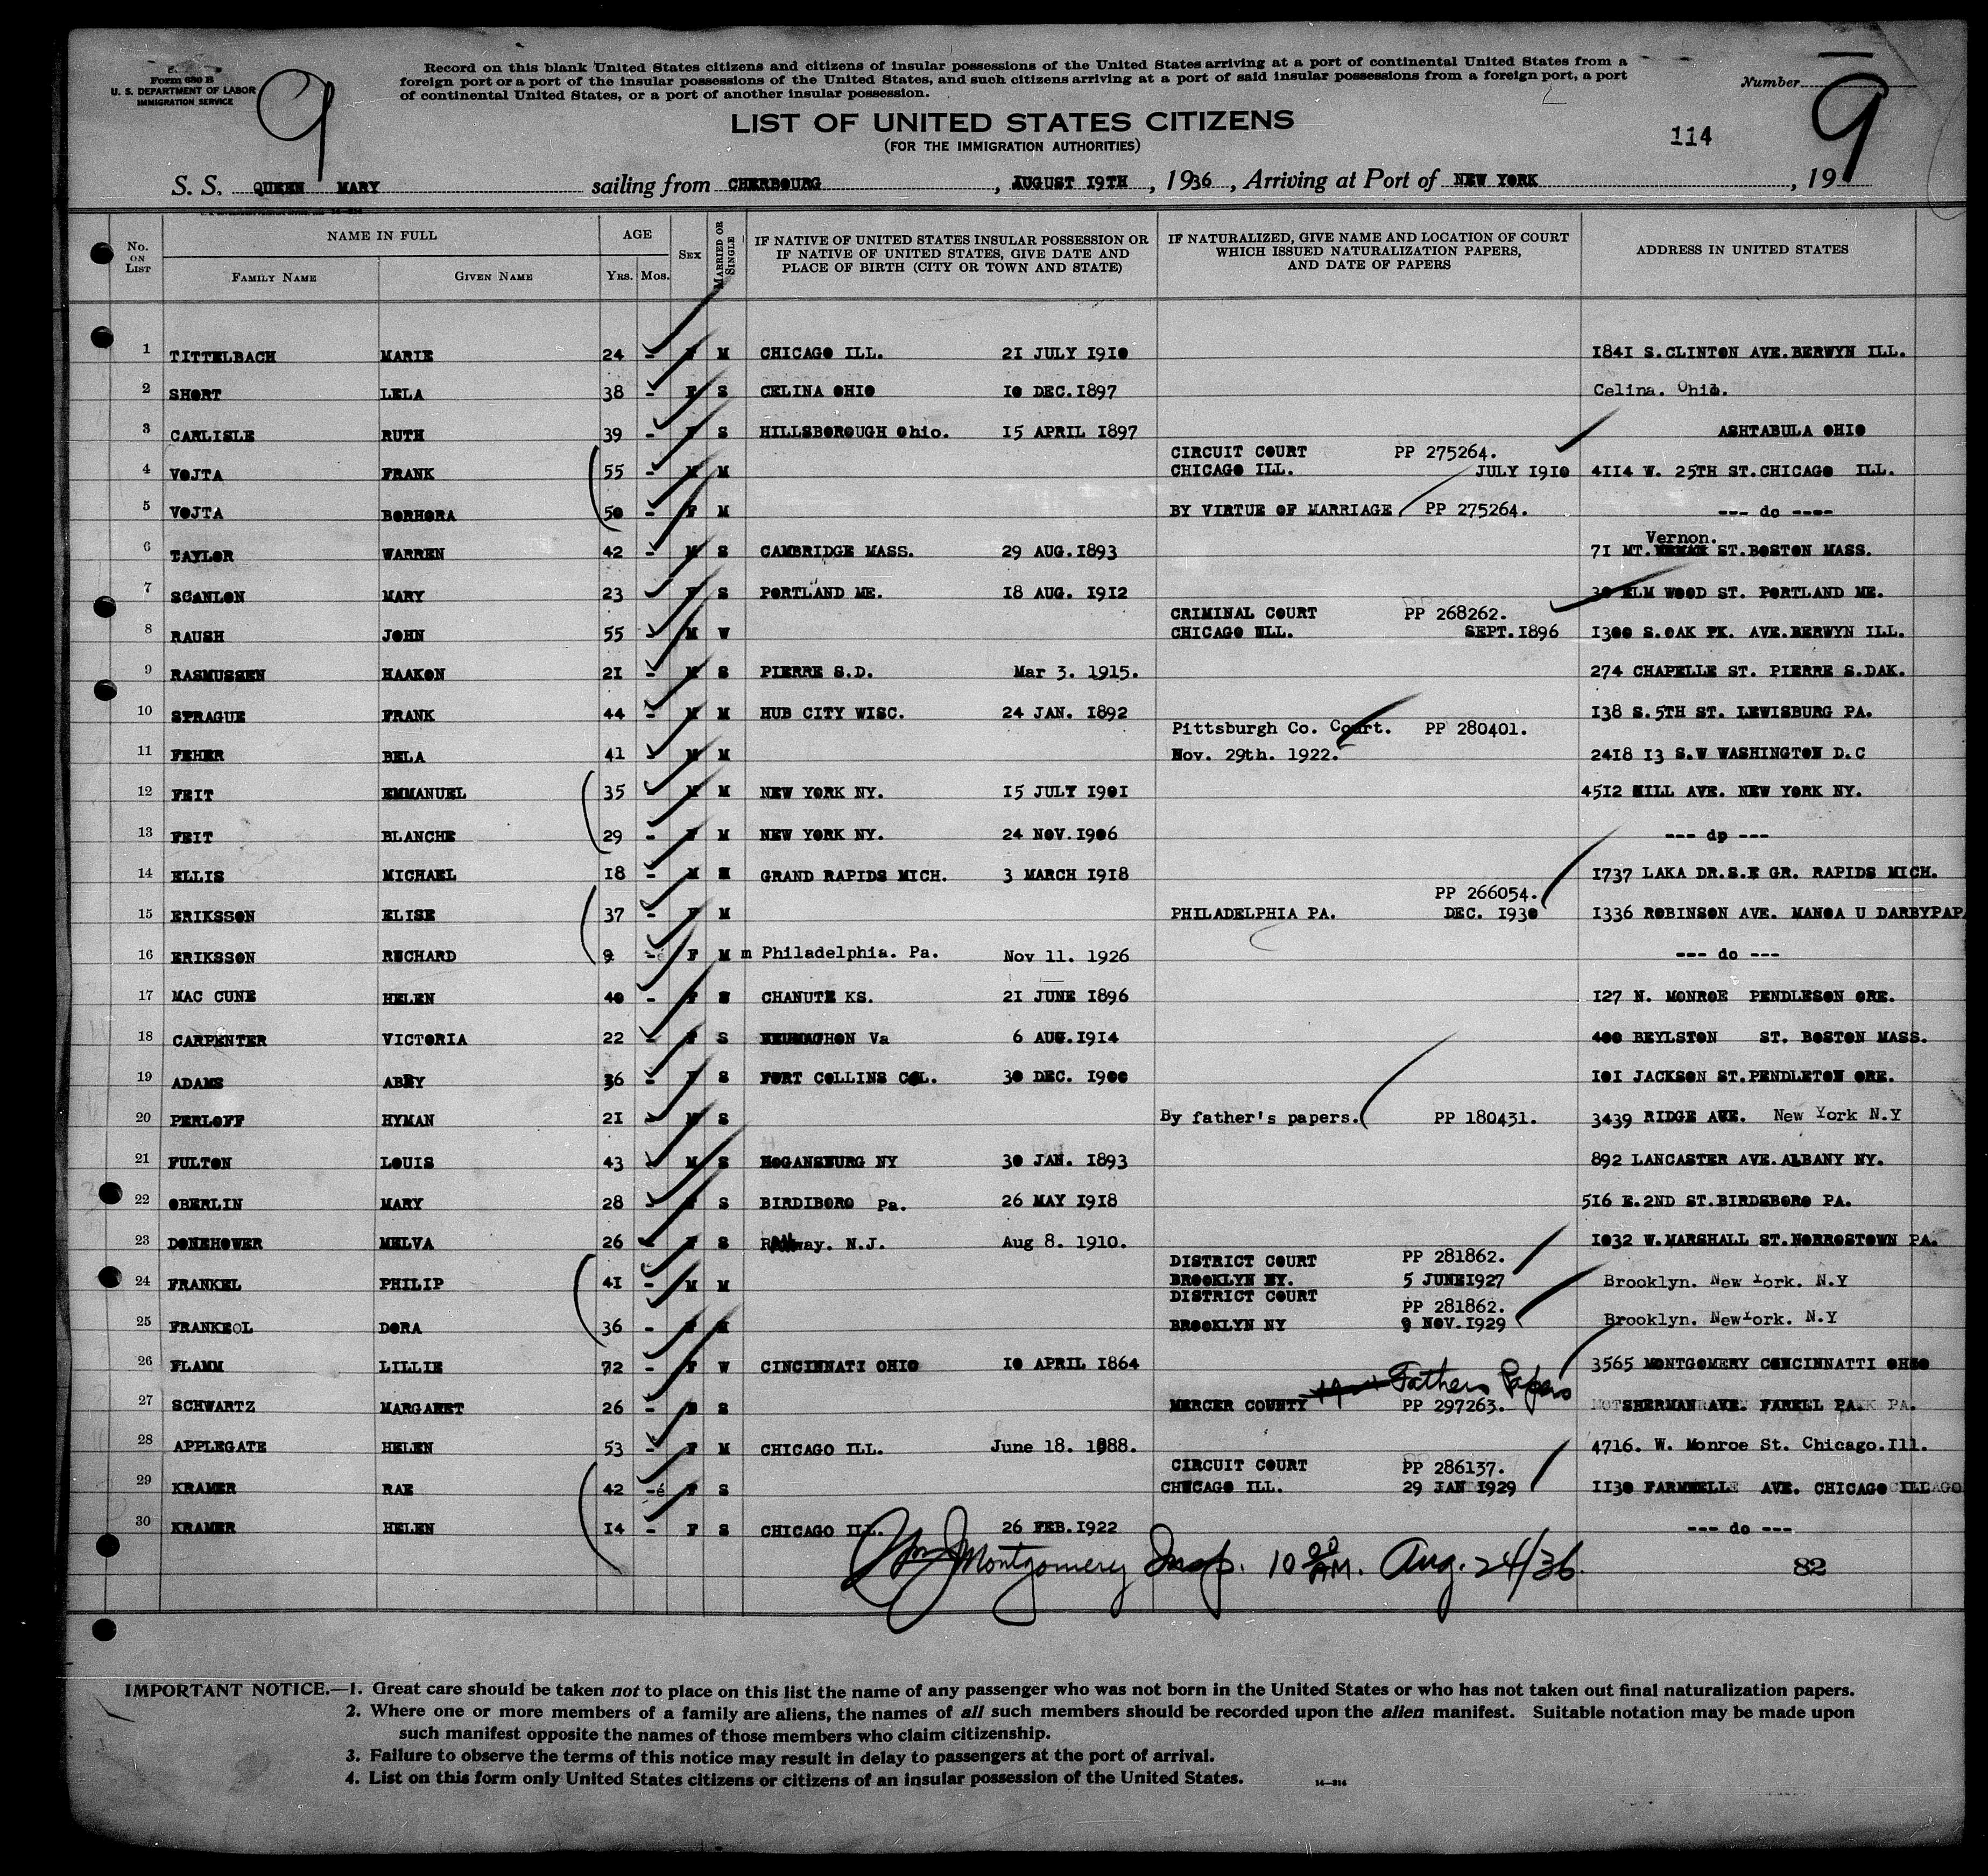 Form 630 B
U. S. DEPARTMENT OF LABOR
IMMIGRATION SERVICE
9
Record on this blank United States citizens and citizens of insular possessions of the United States arriving at a port of continental United States from a
foreign port or a port of the insular possessions of the United States, and such citizens arriving at a port of said insular possessions from a foreign port, a port
of continental United States, or a port of another insular possession.
Number 9
LIST OF UNITED STATES CITIZENS
(FOR THE IMMIGRATION AUTHORITIES)
114
S. S. QUEEN MARY sailing from CHERBOURG, AUGUST 19TH, 1936, Arriving at Port of NEW YORK, 19
No. ON LIST NAME IN FULL AGE SEX MARRIED OR SINGLE IF NATIVE OF UNITED STATES INSULAR POSSESSION OR IF NATIVE OF UNITED STATES, GIVE DATE AND PLACE OF BIRTH (CITY OR TOWN AND STATE) IF NATURALIZED, GIVE NAME AND LOCATION OF COURT WHICH ISSUED NATURALIZATION PAPERS, AND DATE OF PAPERS ADDRESS IN UNITED STATES
FAMILY NAME GIVEN NAME YRS. MOS.
1 TITTELBACH MARIE 24 - F M CHICAGO ILL. 21 JULY 1910 1841 S.CLINTON AVE.BERWYN ILL.
2 SHORT LELA 38 - F S CELINA OHIO 10 DEC.1897 Celina. Ohio.
3 CARLISLE RUTH 39 - F S HILLSBOROUGH Ohio. 15 APRIL 1897 ASHTABULA OHIO
CIRCUIT COURT PP 275264.
4 VOJTA FRANK 55 - M M CHICAGO ILL. JULY 1910 4114 W. 25TH ST.CHICAGO ILL.
5 VOJTA BORHORA 50 - F M BY VIRTUE OF MARRIAGE PP 275264. --- do ----
Vernon.
6 TAYLOR WARREN 42 - M S CAMBRIDGE MASS. 29 AUG.1893 71 MT. ST.BOSTON MASS.
7 SCANLON MARY 23 F S PORTLAND ME. 18 AUG. 1912 30 ELM WOOD ST. PORTLAND ME.
CRIMINAL COURT PP 268262.
8 RAUSH JOHN 55 - M W CHICAGO ILL. SEPT.1896 1300 S.OAK PK. AVE.BERWYN ILL.
9 RASMUSSEN HAAKON 21 - M S PIERRE S.D. Mar 3. 1915. 274 CHAPELLE ST. PIERRE S.DAK.
10 SPRAGUE FRANK 44 - M M HUB CITY WISC. 24 JAN. 1892 138 S.5TH ST. LEWISBURG PA.
Pittsburgh Co. Court. PP 280401.
11 FEHER BELA 41 M M Nov. 29th. 1922. 2418 13 S.W WASHINGTON D.C
12 FEIT EMMANUEL 35 - M M NEW YORK NY. 15 JULY 1901 4512 HILL AVE. NEW YORK NY.
13 FEIT BLANCHE 29 - F M NEW YORK NY. 24 NOV.1906 --- dp ---
14 ELLIS MICHAEL 18 - M GRAND RAPIDS MICH. 3 MARCH 1918 1737 LAKA DR.S.E GR. RAPIDS MICH.
PP 266054.
15 ERIKSSON ELISE 37 - F M PHILADELPHIA PA. DEC. 1930 1336 ROBINSON AVE. MANOA U DARBYPAP
16 ERIKSSON RUCHARD 9 - F M m Philadelphia. Pa. Nov 11. 1926 --- do ---
17 MAC CUNE HELEN 40 - F S CHANUTE KS. 21 JUNE 1896 127 N. MONROE PENDLESON ORE.
18 CARPENTER VICTORIA 22 - F S Va 6 AUG.1914 400 BEYLSTON ST. BOSTON MASS.
19 ADAMS ABRY 36 - F S FORT COLLINS COL. 30 DEC. 1900 101 JACKSON ST.PENDLETON ORE.
20 PERLOFF HYMAN 21 - M S By father's papers. PP 180431. 3439 RIDGE AVE. New York N.Y
21 FULTON LOUIS 43 - M S HOGANSBURG NY 30 JAN. 1893 892 LANCASTER AVE.ALBANY NY.
22 OBERLIN MARY 28 - F S BIRDIBORO Pa. 26 MAY 1918 516 E.2ND ST.BIRDSBORO PA.
23 DONEHOWER MELVA 26 - F S Rahway. N.J. Aug 8. 1910. 1032 W.MARSHALL ST.NORROSTOWN PA.
DISTRICT COURT PP 281862.
24 FRANKEL PHILIP 41 - M M BROOKLYN NY. 5 JUNE1927 Brooklyn. New York. N.Y
DISTRICT COURT PP 281862.
25 FRANKEOL DORA 36 - F M BROOKLYN NY 9 NOV.1929 Brooklyn. NewYork. N.Y
26 FLAMM LILLIE 72 - F W CINCINNATI OHIO 10 APRIL 1864 3565 MONTGOMERY CONCINNATTI OHIO
Fathers Papers
27 SCHWARTZ MARGARET 26 - S MERCER COUNTY PP 297263. SHERMAN AVE. FARELL PA.
28 APPLEGATE HELEN 53 - F M CHICAGO ILL. June 18. 1888. 4716. W. Monroe St. Chicago.Ill.
CIRCUIT COURT PP 286137.
29 KRAMER RAE 42 - F S CHUCAGO ILL. 29 JAN 1929 1130 FARWELL AVE. CHICAGO ILL
30 KRAMER HELEN 14 - F S CHICAGO ILL. 26 FEB.1922 --- do ---
Wm J Montgomery Insp. 10 00 AM. Aug. 24/36. 82
IMPORTANT NOTICE.—1. Great care should be taken not to place on this list the name of any passenger who was not born in the United States or who has not taken out final naturalization papers.
2. Where one or more members of a family are aliens, the names of all such members should be recorded upon the alien manifest. Suitable notation may be made upon
such manifest opposite the names of those members who claim citizenship.
3. Failure to observe the terms of this notice may result in delay to passengers at the port of arrival.
4. List on this form only United States citizens or citizens of an insular possession of the United States.
14—814